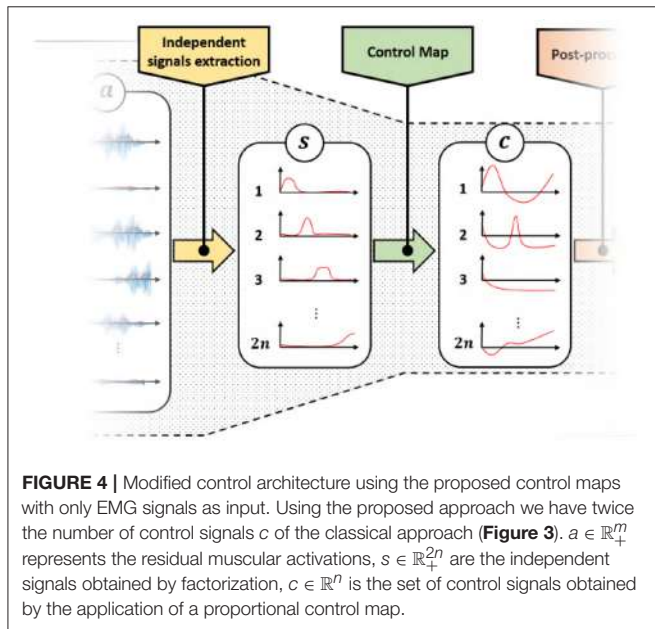 Independent
signals extraction
Control Map
Post-proc
a
S
C
1
2
3
⋮
2n
1
2
3
⋮
2n
⋮
FIGURE 4 | Modified control architecture using the proposed control maps
with only EMG signals as input. Using the proposed approach we have twice
the number of control signals c of the classical approach (Figure 3). a ∈ ℝ₊ᵐ
represents the residual muscular activations, s ∈ ℝ₊²ⁿ are the independent
signals obtained by factorization, c ∈ ℝⁿ is the set of control signals obtained
by the application of a proportional control map.